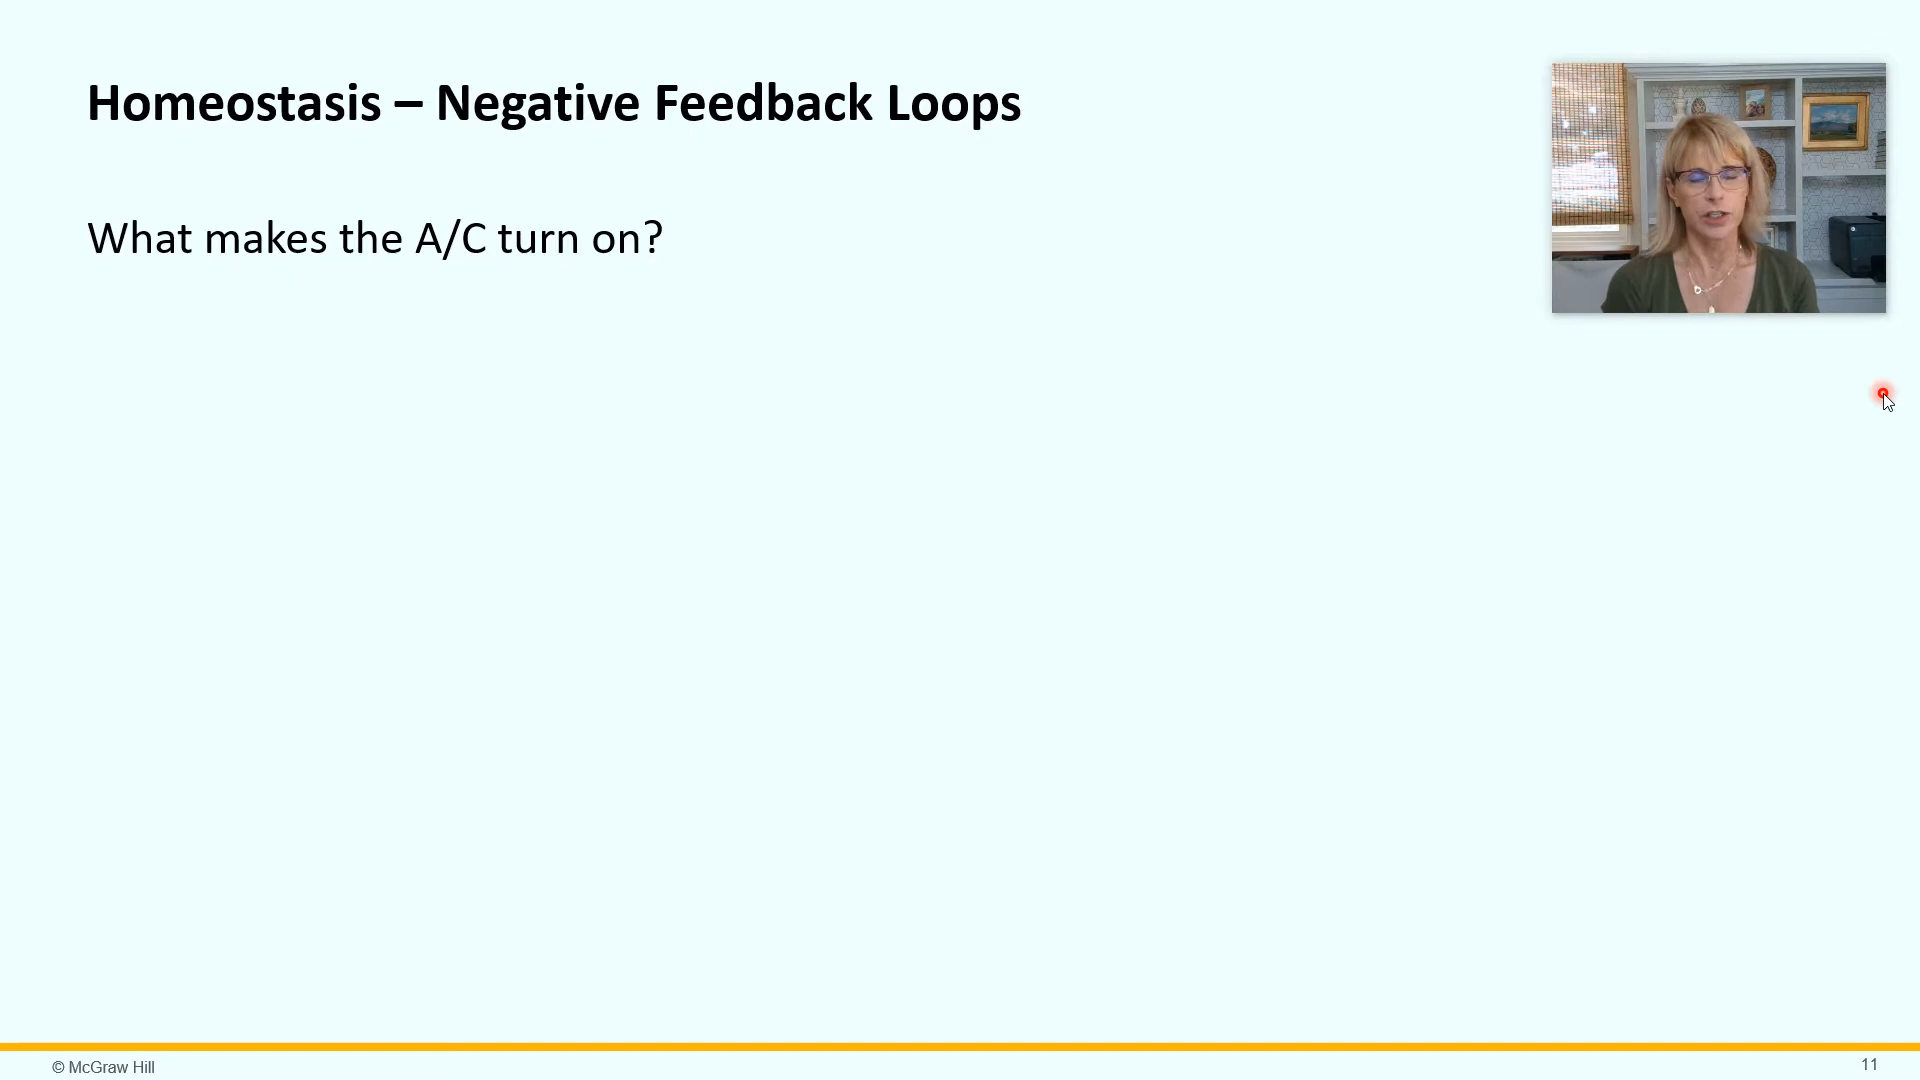 Homeostasis – Negative Feedback Loops
What makes the A/C turn on?
© McGraw Hill
11